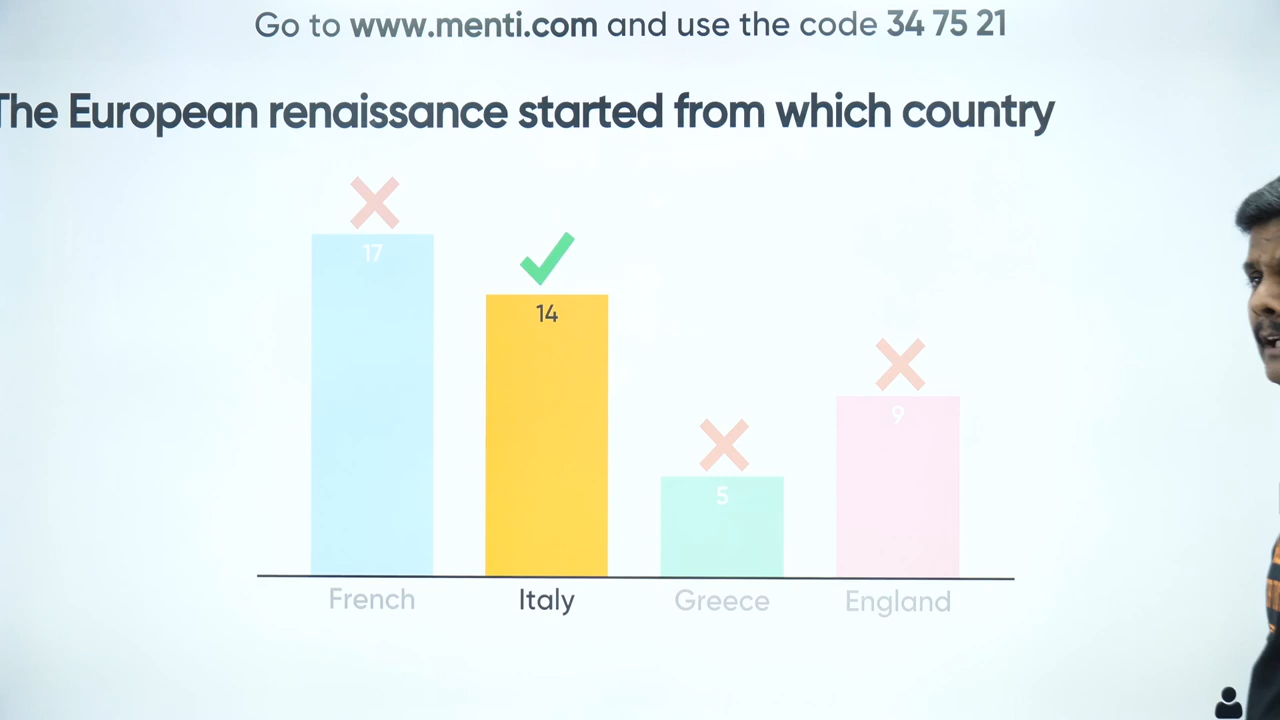 Go to www.menti.com and use the code 34 75 21
The European renaissance started from which country
17
14
5
9
French
Italy
Greece
England